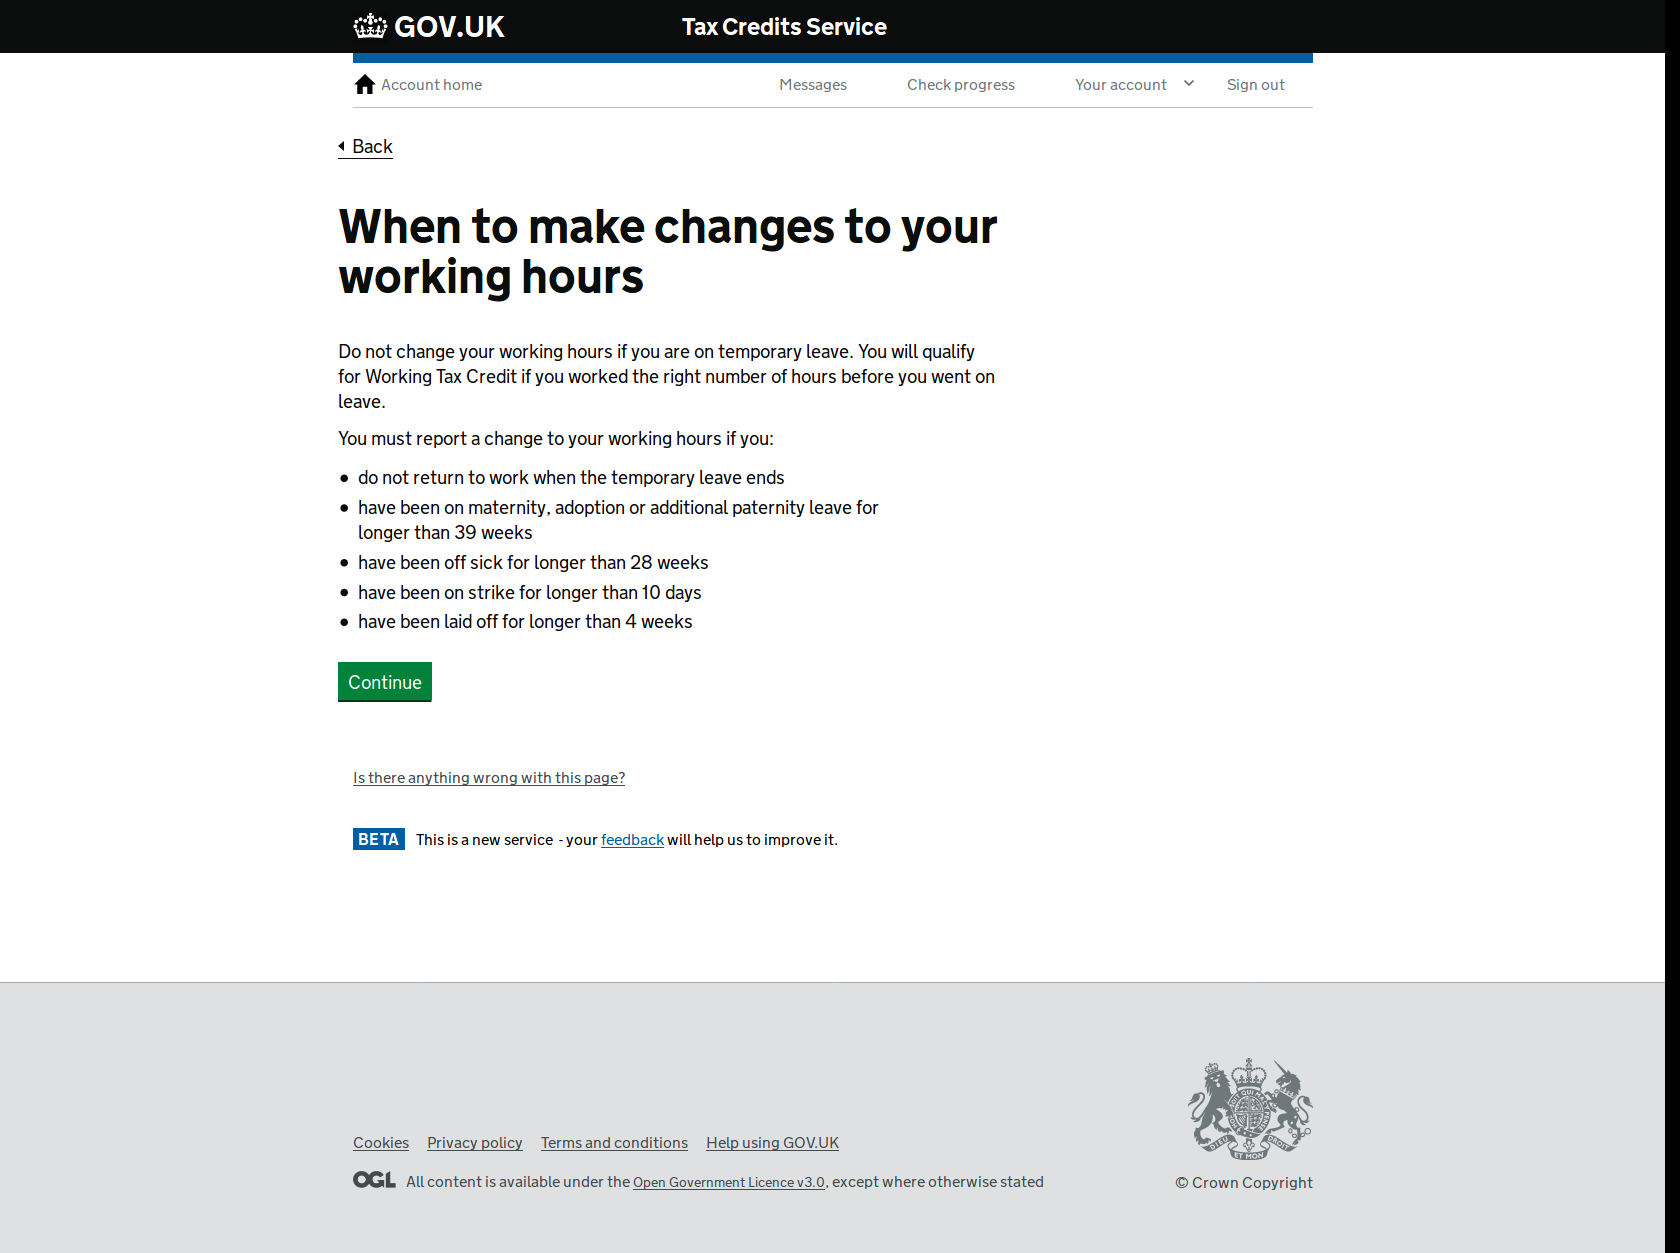 GOV.UK
Tax Credits Service
Account home
Messages
Check progress
Your account
Sign out
Back
When to make changes to your
working hours
Do not change your working hours if you are on temporary leave. You will qualify
for Working Tax Credit if you worked the right number of hours before you went on
leave.
You must report a change to your working hours if you:
do not return to work when the temporary leave ends
have been on maternity, adoption or additional paternity leave for
longer than 39 weeks
have been off sick for longer than 28 weeks
have been on strike for longer than 10 days
have been laid off for longer than 4 weeks
Continue
Is there anything wrong with this page?
BETA This is a new service - your feedback will help us to improve it.
Cookies Privacy policy Terms and conditions Help using GOV.UK
OGL All content is available under the Open Government Licence v3.0, except where otherwise stated
DIEU ET MON DROIT
© Crown Copyright